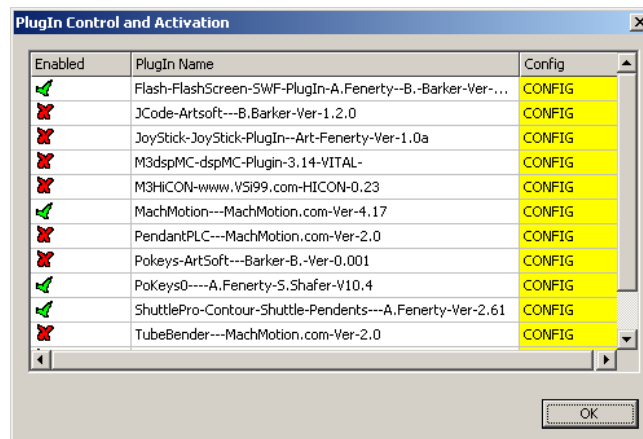 PlugIn Control and Activation
Enabled PlugIn Name Config
Flash-FlashScreen-SWF-PlugIn-A.Fenerty--B.-Barker-Ver-... CONFIG
JCode-Artsoft---B.Barker-Ver-1.2.0 CONFIG
JoyStick-JoyStick-PlugIn--Art-Fenerty-Ver-1.0a CONFIG
M3dspMC-dspMC-Plugin-3.14-VITAL- CONFIG
M3HiCON-www.VSi99.com-HICON-0.23 CONFIG
MachMotion---MachMotion.com-Ver-4.17 CONFIG
PendantPLC---MachMotion.com-Ver-2.0 CONFIG
Pokeys-ArtSoft---Barker-B.-Ver-0.001 CONFIG
PoKeys0----A.Fenerty-S.Shafer-V10.4 CONFIG
ShuttlePro-Contour-Shuttle-Pendents---A.Fenerty-Ver-2.61 CONFIG
TubeBender---MachMotion.com-Ver-2.0 CONFIG
OK